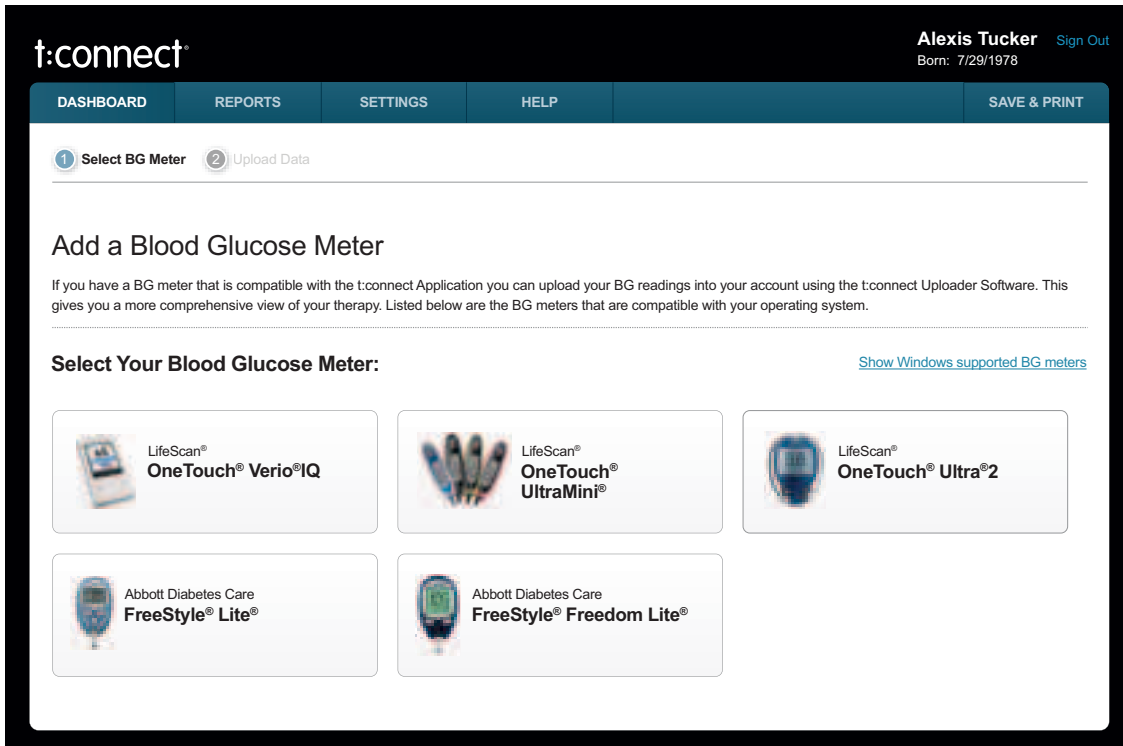 t:connect®
Alexis Tucker Sign Out
Born: 7/29/1978
DASHBOARD REPORTS SETTINGS HELP SAVE & PRINT
1 Select BG Meter 2 Upload Data
Add a Blood Glucose Meter
If you have a BG meter that is compatible with the t:connect Application you can upload your BG readings into your account using the t:connect Uploader Software. This
gives you a more comprehensive view of your therapy. Listed below are the BG meters that are compatible with your operating system.
Select Your Blood Glucose Meter: Show Windows supported BG meters
LifeScan®
OneTouch® Verio®IQ
LifeScan®
OneTouch®
UltraMini®
LifeScan®
OneTouch® Ultra®2
Abbott Diabetes Care
FreeStyle® Lite®
Abbott Diabetes Care
FreeStyle® Freedom Lite®